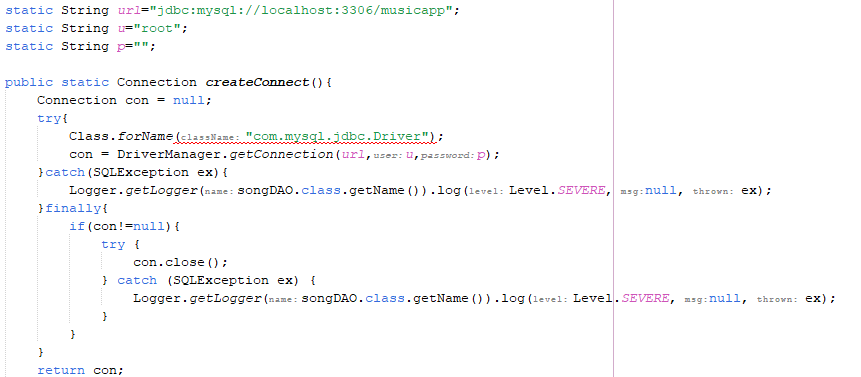 static String url="jdbc:mysql://localhost:3306/musicapp";
static String u="root";
static String p="";
public static Connection createConnect(){
Connection con = null;
try{
Class.forName(className: "com.mysql.jdbc.Driver");
con = DriverManager.getConnection(url,user:u,password:p);
}catch(SQLException ex){
Logger.getLogger(name: songDAO.class.getName()).log(level: Level.SEVERE, msg:null, thrown: ex);
}finally{
if(con!=null){
try {
con.close();
} catch (SQLException ex) {
Logger.getLogger(name: songDAO.class.getName()).log(level: Level.SEVERE, msg:null, thrown: ex);
}
}
}
return con;